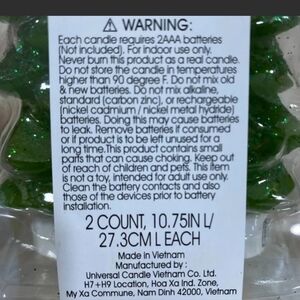 ⚠ WARNING:
Each candle requires 2AAA batteries
(Not included). For indoor use only.
Never burn this product as a real candle.
Do not store the candle in temperatures
higher than 90 degree F. Do not mix old
& new batteries. Do not mix alkaline,
standard (carbon zinc), or rechargeable
(nickel cadmium / nickel metal hydride)
batteries. Doing this may cause batteries
to leak. Remove batteries if consumed
or if product is to be left unused for a
long time.This product contains small
parts that can cause choking. Keep out
of reach of children and pets. This item
is not a toy, intended for adult use only.
Clean the battery contacts and also
those of the devices prior to battery
installation.
2 COUNT, 10.75IN L/
27.3CM L EACH
Made in Vietnam
Manufactured by :
Universal Candle Vietnam Co. Ltd.
H7+H9 Location, Hoa Xa Ind. Zone,
My Xa Commune, Nam Dinh 42000, Vietnam